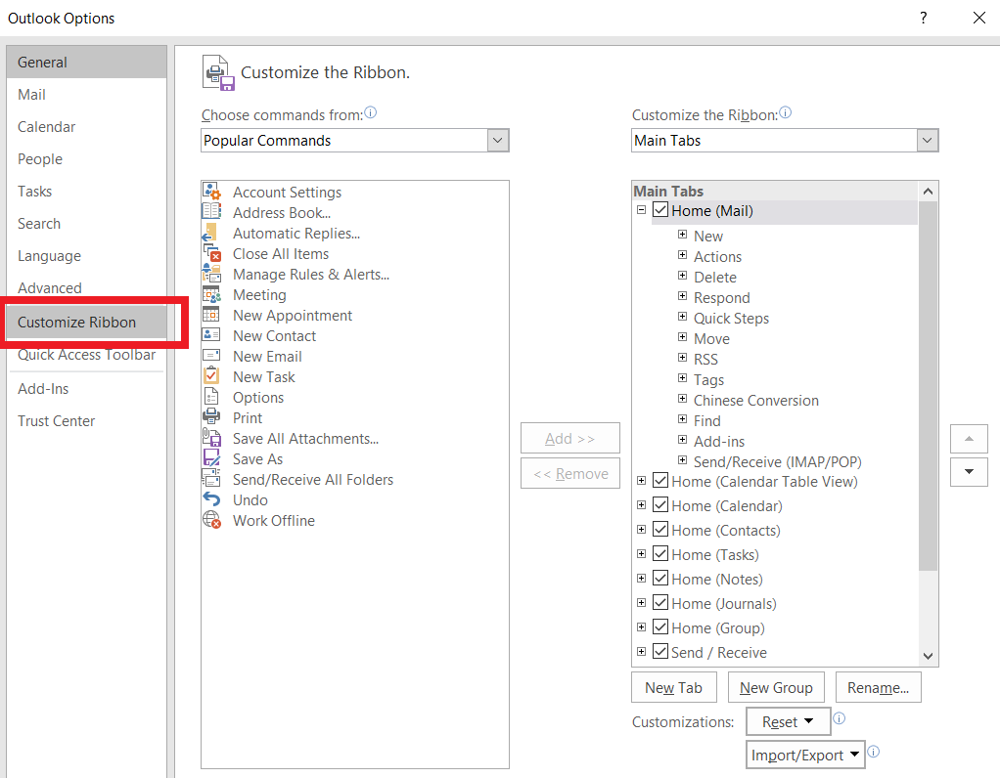 Outlook Options
?
General
Mail
Calendar
People
Tasks
Search
Language
Advanced
Customize Ribbon
Quick Access Toolbar
Add-Ins
Trust Center
Customize the Ribbon.
Choose commands from:
Popular Commands
Account Settings
Address Book...
Automatic Replies...
Close All Items
Manage Rules & Alerts...
Meeting
New Appointment
New Contact
New Email
New Task
Options
Print
Save All Attachments...
Save As
Send/Receive All Folders
Undo
Work Offline
Add >>
<< Remove
Customize the Ribbon:
Main Tabs
Main Tabs
Home (Mail)
New
Actions
Delete
Respond
Quick Steps
Move
RSS
Tags
Chinese Conversion
Find
Add-ins
Send/Receive (IMAP/POP)
Home (Calendar Table View)
Home (Calendar)
Home (Contacts)
Home (Tasks)
Home (Notes)
Home (Journals)
Home (Group)
Send / Receive
New Tab
New Group
Rename...
Customizations:
Reset
Import/Export